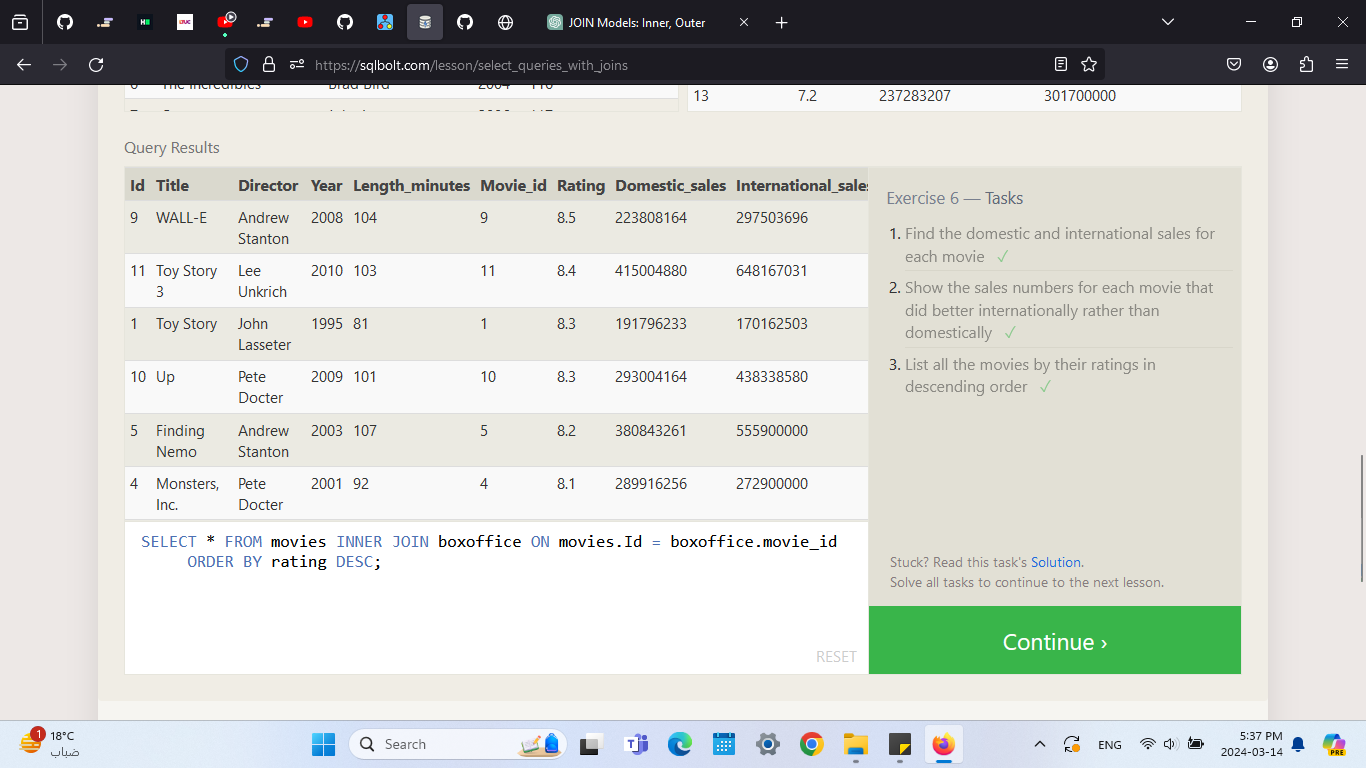 JOIN Models: Inner, Outer
https://sqlbolt.com/lesson/select_queries_with_joins
13 7.2 237283207 301700000
Query Results
Id Title Director Year Length_minutes Movie_id Rating Domestic_sales International_sales
9 WALL-E Andrew Stanton 2008 104 9 8.5 223808164 297503696
11 Toy Story 3 Lee Unkrich 2010 103 11 8.4 415004880 648167031
1 Toy Story John Lasseter 1995 81 1 8.3 191796233 170162503
10 Up Pete Docter 2009 101 10 8.3 293004164 438338580
5 Finding Nemo Andrew Stanton 2003 107 5 8.2 380843261 555900000
4 Monsters, Inc. Pete Docter 2001 92 4 8.1 289916256 272900000
SELECT * FROM movies INNER JOIN boxoffice ON movies.Id = boxoffice.movie_id
ORDER BY rating DESC;
RESET
Exercise 6 — Tasks
1. Find the domestic and international sales for
each movie ✓
2. Show the sales numbers for each movie that
did better internationally rather than
domestically ✓
3. List all the movies by their ratings in
descending order ✓
Stuck? Read this task's Solution.
Solve all tasks to continue to the next lesson.
Continue ›
1
18°C
ضباب
Search
ENG
5:37 PM
2024-03-14
PRE